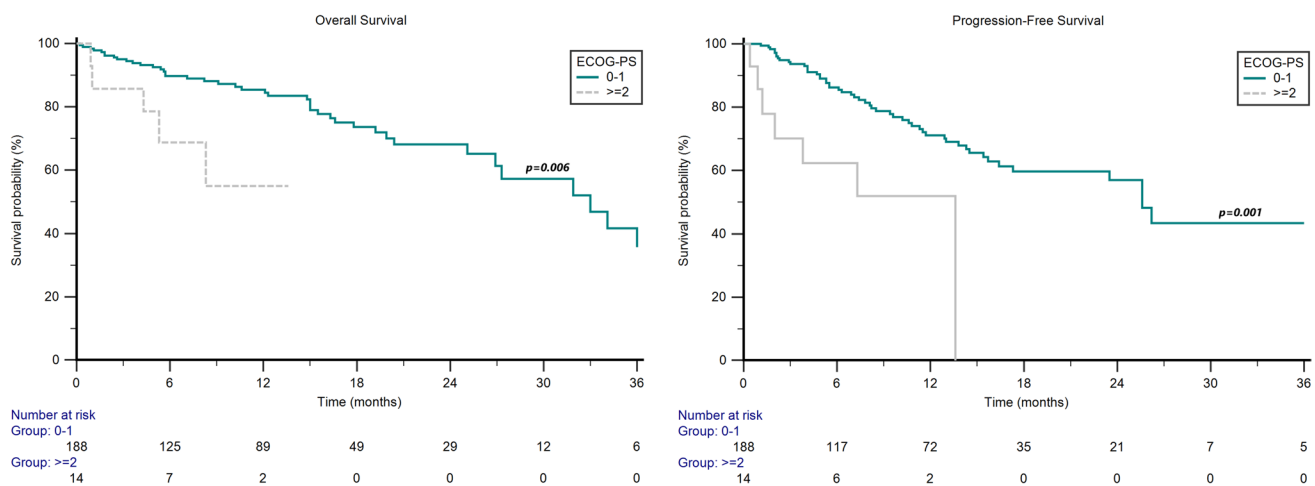 Overall Survival
100
80
60
40
20
0
Survival probability (%)
ECOG-PS
0-1
>=2
p=0.006
0 6 12 18 24 30 36
Time (months)
Number at risk
Group: 0-1
188 125 89 49 29 12 6
Group: >=2
14 7 2 0 0 0 0
Progression-Free Survival
100
80
60
40
20
0
Survival probability (%)
ECOG-PS
0-1
>=2
p=0.001
0 6 12 18 24 30 36
Time (months)
Number at risk
Group: 0-1
188 117 72 35 21 7 5
Group: >=2
14 6 2 0 0 0 0